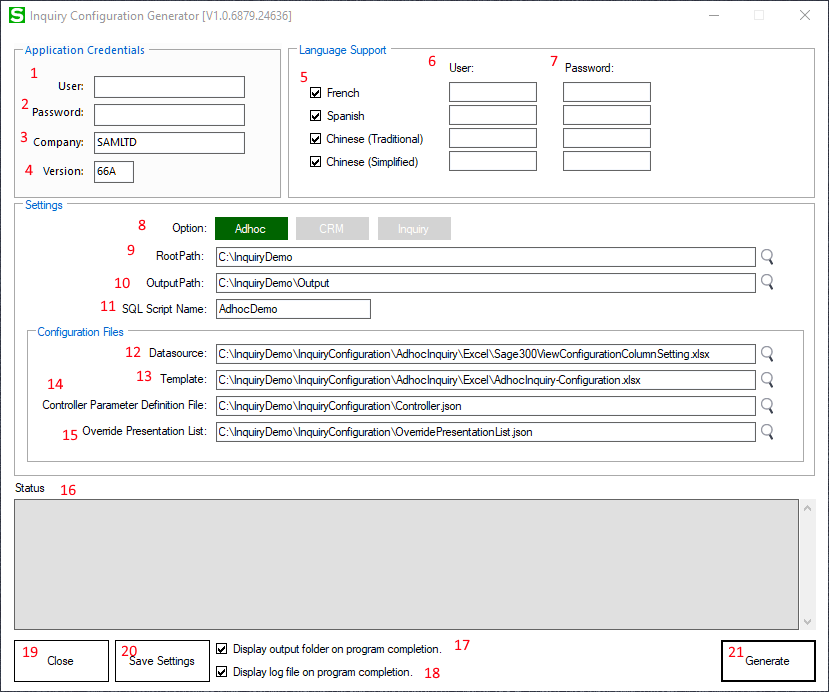 S Inquiry Configuration Generator [V1.0.6879.24636]
Application Credentials
1 User:
2 Password:
3 Company: SAMLTD
4 Version: 66A
Language Support
6 User: 7 Password:
5 French
Spanish
Chinese (Traditional)
Chinese (Simplified)
Settings
8 Option: Adhoc CRM Inquiry
9 RootPath: C:\InquiryDemo
10 OutputPath: C:\InquiryDemo\Output
11 SQL Script Name: AdhocDemo
Configuration Files
12 Datasource: C:\InquiryDemo\InquiryConfiguration\AdhocInquiry\Excel\Sage300ViewConfigurationColumnSetting.xlsx
13 Template: C:\InquiryDemo\InquiryConfiguration\AdhocInquiry\Excel\AdhocInquiry-Configuration.xlsx
14
Controller Parameter Definition File: C:\InquiryDemo\InquiryConfiguration\Controller.json
15 Override Presentation List: C:\InquiryDemo\InquiryConfiguration\OverridePresentationList.json
Status 16
19 Close
20 Save Settings
Display output folder on program completion. 17
Display log file on program completion. 18
21 Generate